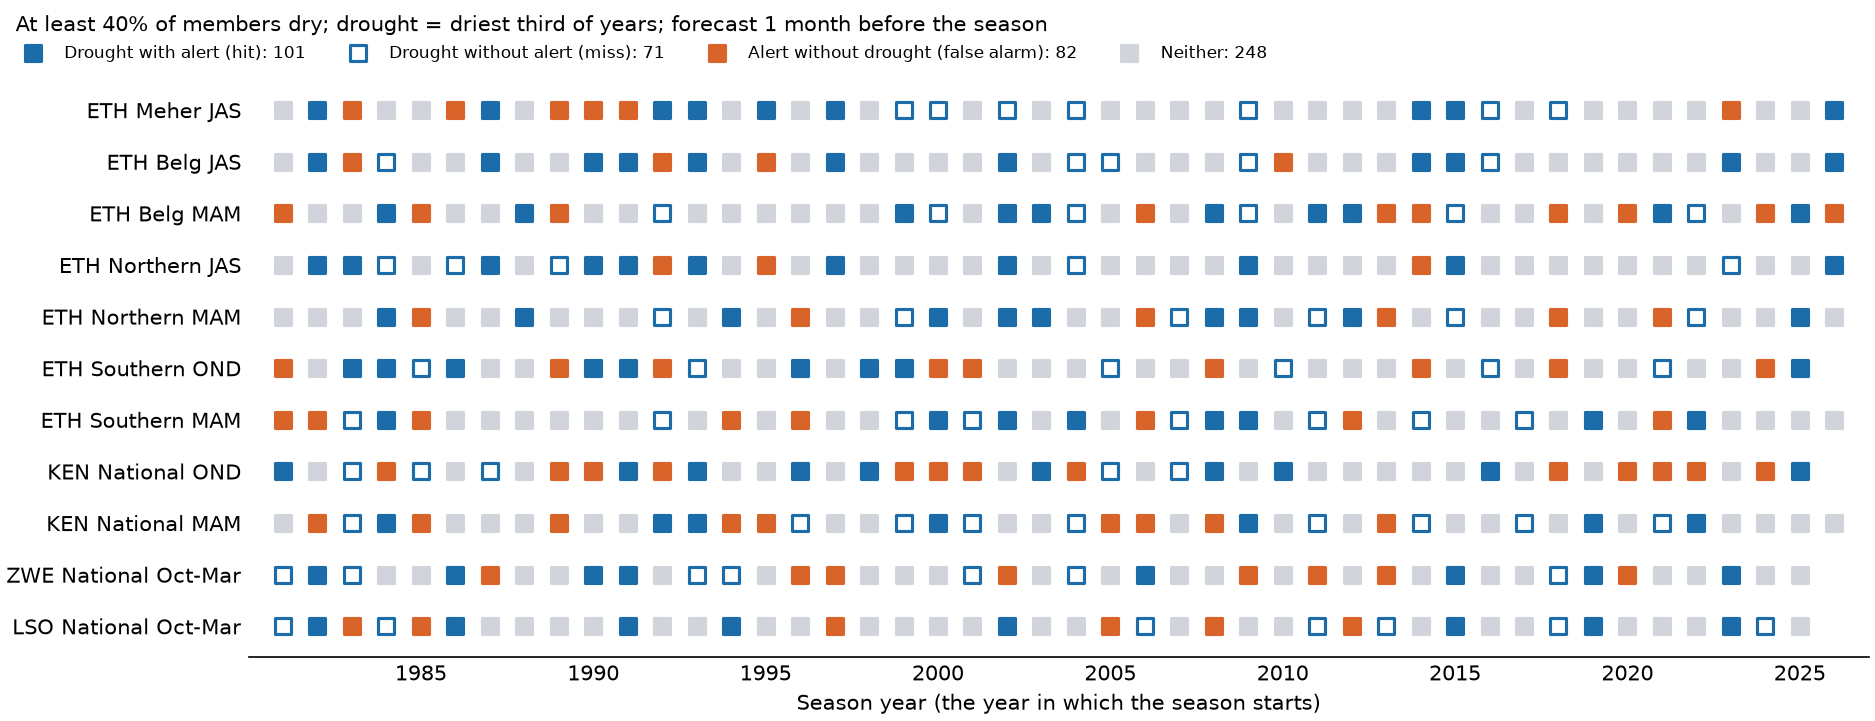 At least 40% of members dry; drought = driest third of years; forecast 1 month before the season
Drought with alert (hit): 101 Drought without alert (miss): 71 Alert without drought (false alarm): 82 Neither: 248
ETH Meher JAS
ETH Belg JAS
ETH Belg MAM
ETH Northern JAS
ETH Northern MAM
ETH Southern OND
ETH Southern MAM
KEN National OND
KEN National MAM
ZWE National Oct-Mar
LSO National Oct-Mar
1985 1990 1995 2000 2005 2010 2015 2020 2025
Season year (the year in which the season starts)